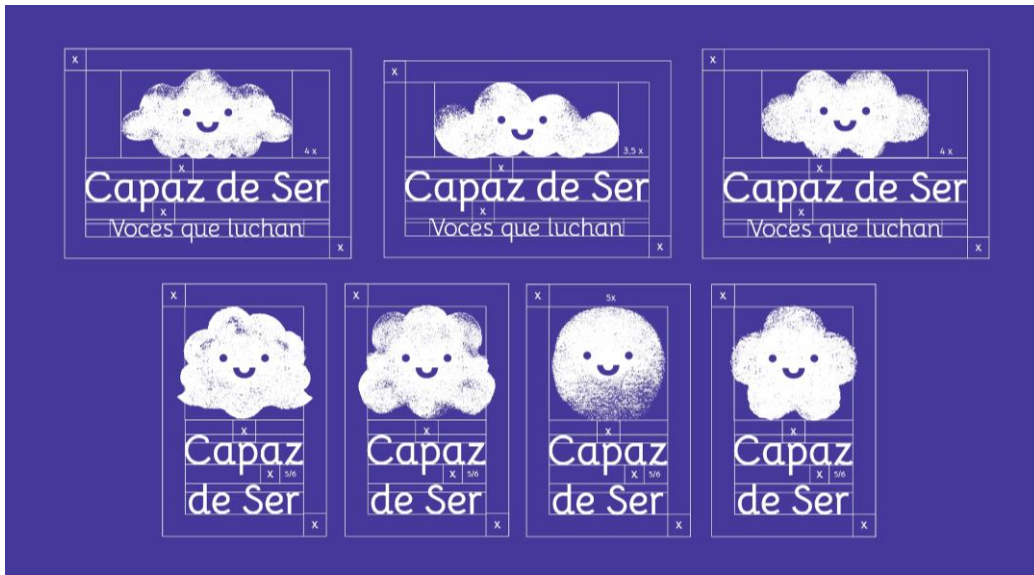 x
4 x
x
Capaz de Ser
x
Voces que luchan
x
x
3.5 x
x
Capaz de Ser
x
Voces que luchan
x
x
4 x
x
Capaz de Ser
x
Voces que luchan
x
x
x
Capaz
x 5/6
de Ser
x
x
x
Capaz
x 5/6
de Ser
x
x
5x
x
Capaz
x 5/6
de Ser
x
x
x
Capaz
x 5/6
de Ser
x